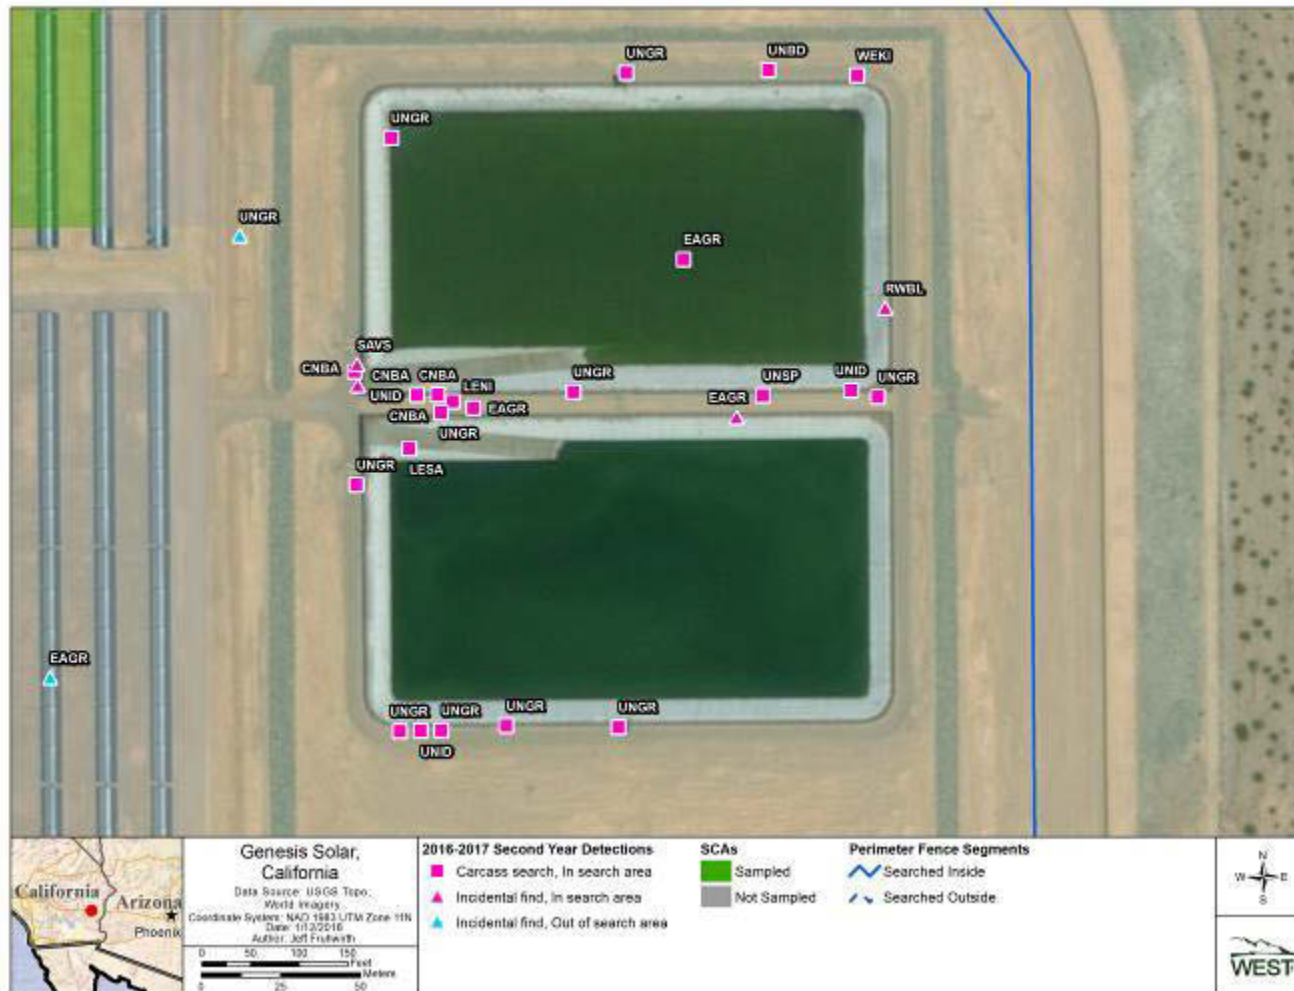 UNGR
UNBD
WEKI
UNGR
UNGR
EAGR
RWBL
SAVS
CNBA
CNBA
CNBA
UNID
LENI
UNGR
UNSP
UNID
UNGR
EAGR
EAGR
CNBA
UNGR
LESA
UNGR
EAGR
UNGR
UNGR
UNGR
UNGR
UNID
California
Arizona
Phoenix
Genesis Solar,
California
Data Source: USGS Topo,
World Imagery
Coordinate System: NAD 1983 UTM Zone 11N
Date: 1/12/2018
Author: Jeff Fruhwirth
0 50 100 150
Feet
Meters
0 25 50
2016-2017 Second Year Detections
Carcass search, In search area
Incidental find, In search area
Incidental find, Out of search area
SCAs
Sampled
Not Sampled
Perimeter Fence Segments
Searched Inside
Searched Outside
N
W E
S
WEST